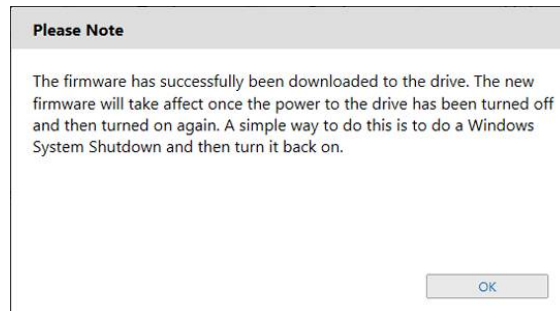 Please Note
The firmware has successfully been downloaded to the drive. The new
firmware will take affect once the power to the drive has been turned off
and then turned on again. A simple way to do this is to do a Windows
System Shutdown and then turn it back on.
OK